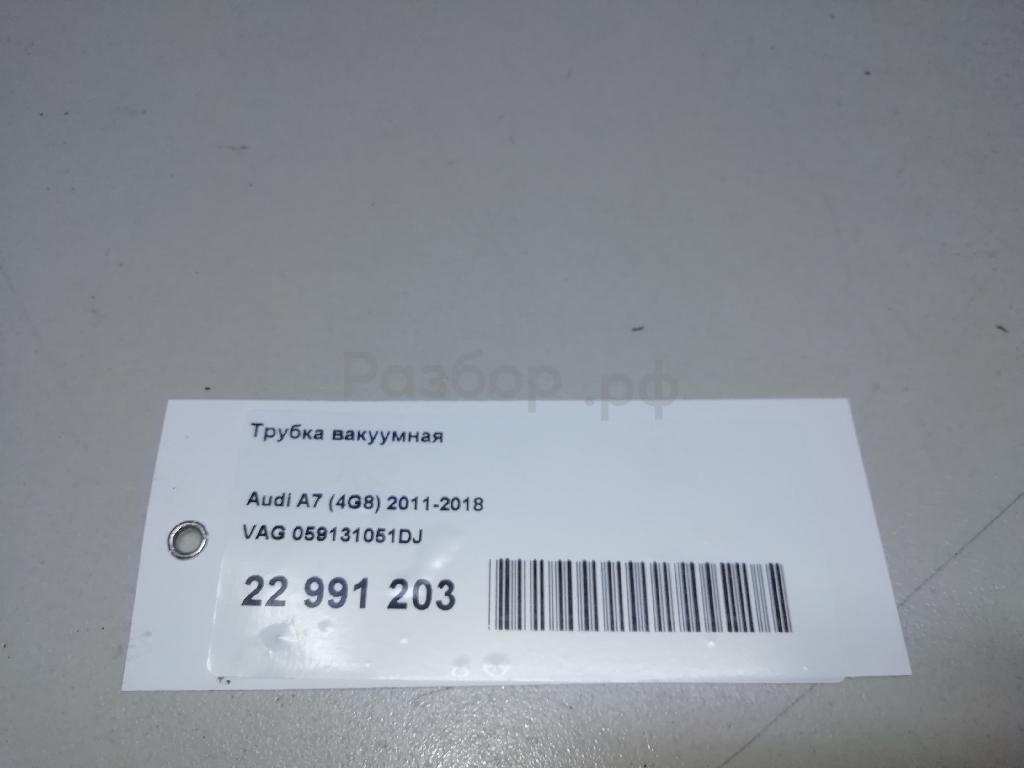 Разбор.рф
Трубка вакуумная
Audi A7 (4G8) 2011-2018
VAG 059131051DJ
22 991 203